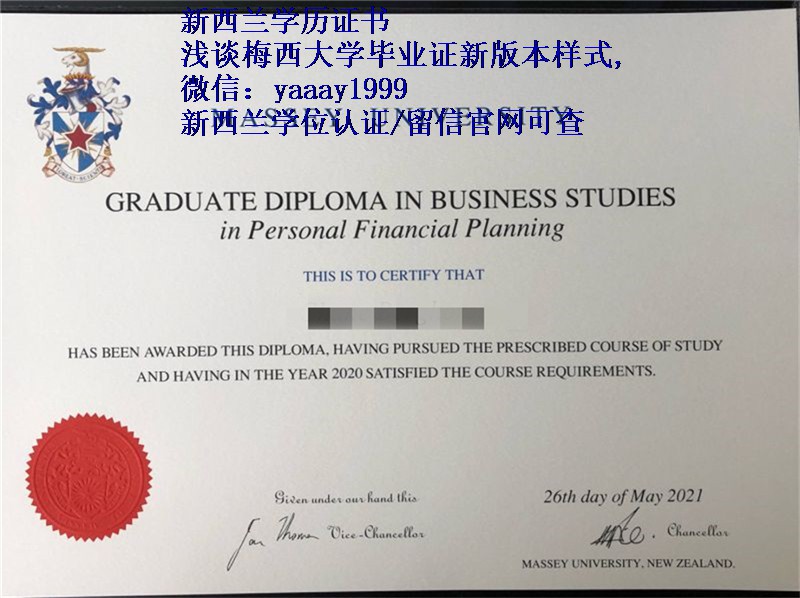 新西兰学历证书
浅谈梅西大学毕业证新版本样式,
微信：yaaay1999
MASSEY UNIVERSITY
新西兰学位认证/留信官网可查
GRADUATE DIPLOMA IN BUSINESS STUDIES
in Personal Financial Planning
THIS IS TO CERTIFY THAT
HAS BEEN AWARDED THIS DIPLOMA, HAVING PURSUED THE PRESCRIBED COURSE OF STUDY
AND HAVING IN THE YEAR 2020 SATISFIED THE COURSE REQUIREMENTS.
Given under our hand this
26th day of May 2021
Vice-Chancellor
Chancellor
MASSEY UNIVERSITY, NEW ZEALAND.